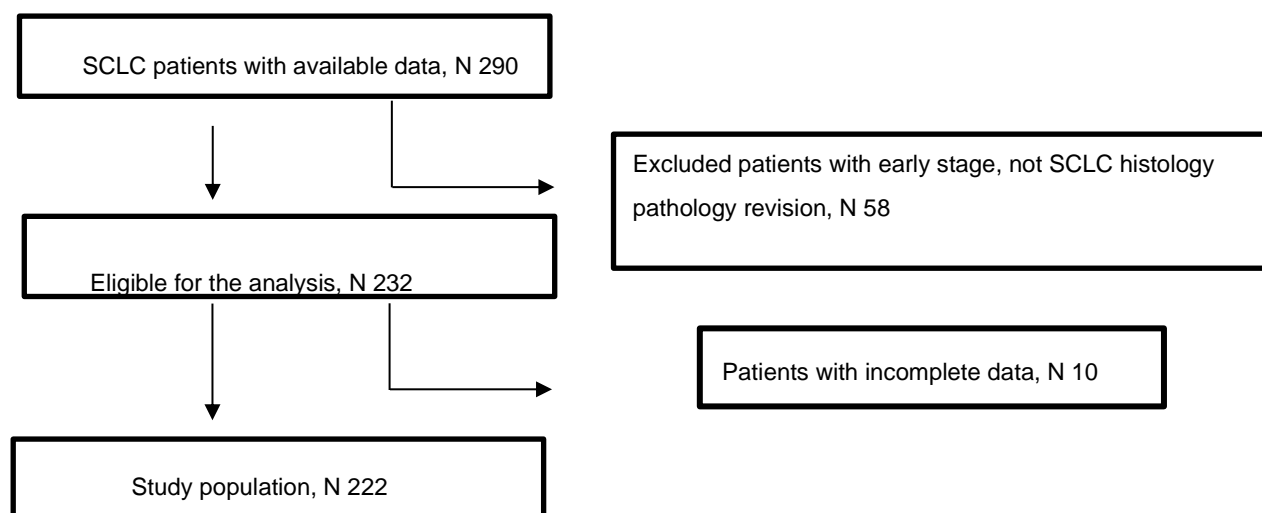 SCLC patients with available data, N 290
Excluded patients with early stage, not SCLC histology
pathology revision, N 58
Eligible for the analysis, N 232
Patients with incomplete data, N 10
Study population, N 222